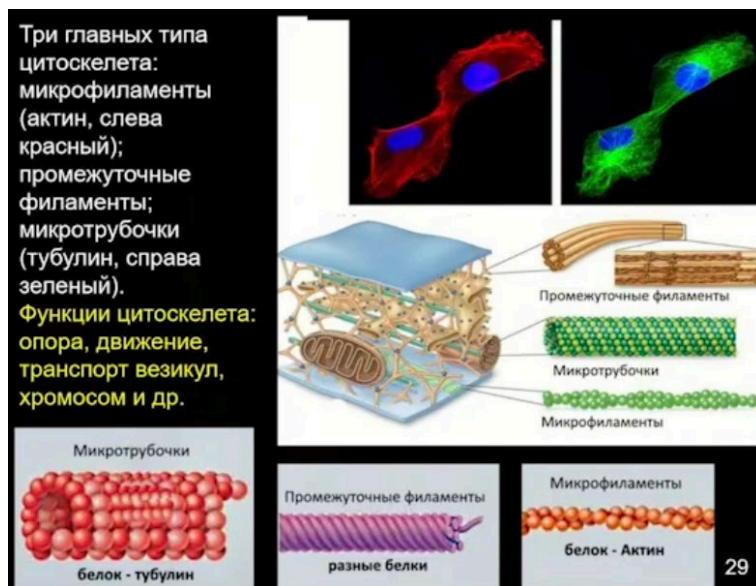 Три главных типа
цитоскелета:
микрофиламенты
(актин, слева
красный);
промежуточные
филаменты;
микротрубочки
(тубулин, справа
зеленый).
Функции цитоскелета:
опора, движение,
транспорт везикул,
хромосом и др.
Промежуточные филаменты
Микротрубочки
Микрофиламенты
Микротрубочки
белок - тубулин
Промежуточные филаменты
разные белки
Микрофиламенты
белок - Актин
29